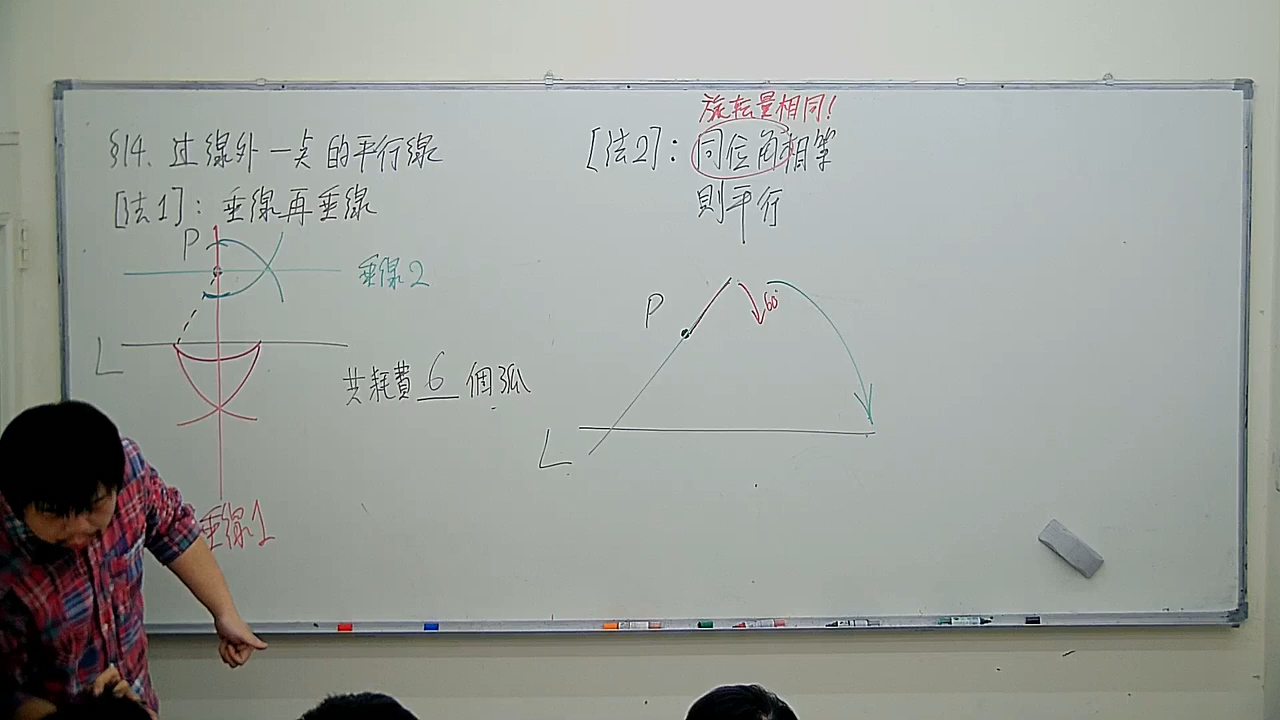 §14. 过線外一点的平行線
[法1]: 垂線再垂線
P
垂線2
L
共耗費 6 個弧
垂線1
旋转量相同!
[法2]: 同位角相等
則平行
P
60°
L